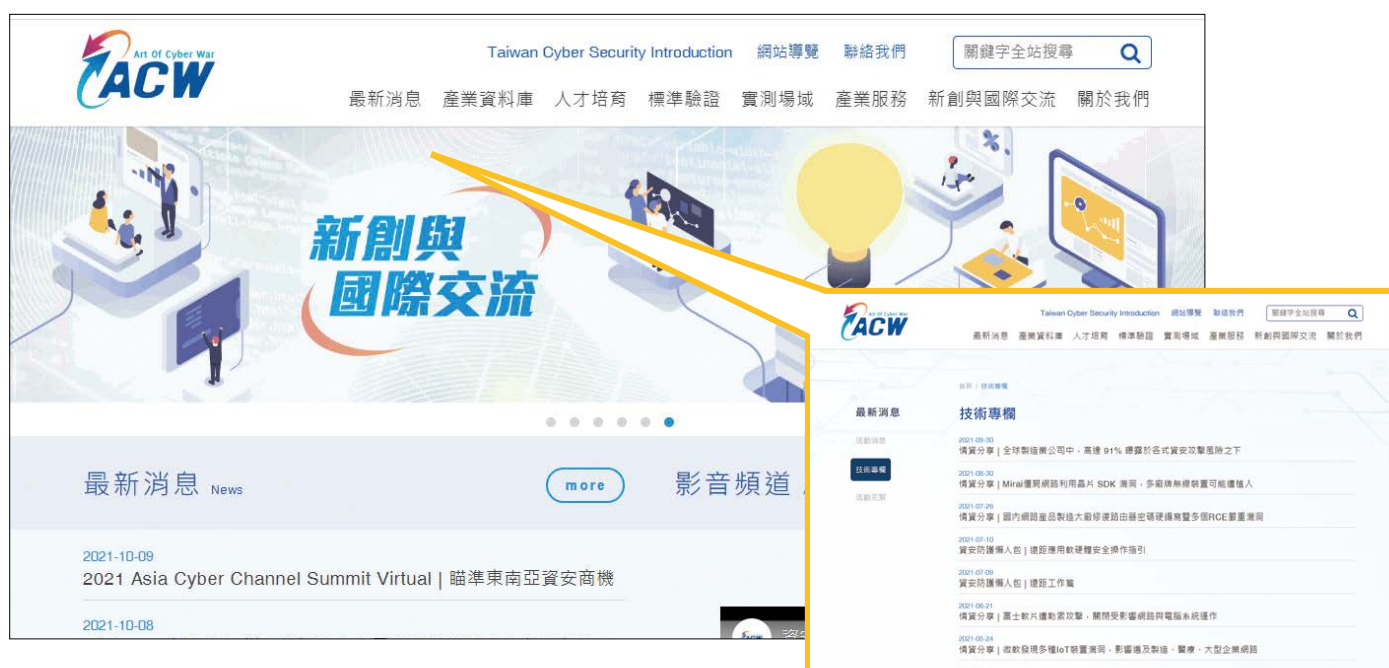 Art Of Cyber War
ACW
Taiwan Cyber Security Introduction 網站導覽 聯絡我們 關鍵字全站搜尋
最新消息 產業資料庫 人才培育 標準驗證 實測場域 產業服務 新創與國際交流 關於我們
新創與
國際交流
最新消息 News more 影音頻道
2021-10-09
2021 Asia Cyber Channel Summit Virtual | 瞄準東南亞資安商機
2021-10-08
Art Of Cyber War
ACW
Taiwan Cyber Security Introduction 網站導覽 聯絡我們 關鍵字全站搜尋
最新消息 產業資料庫 人才培育 標準驗證 實測場域 產業服務 新創與國際交流 關於我們
首頁 / 技術專欄
最新消息
活動消息
技術專欄
活動花絮
技術專欄
2021-09-30
情資分享 | 全球製造業公司中，高達 91% 曝露於各式資安攻擊風險之下
2021-08-30
情資分享 | Mirai僵屍網路利用晶片 SDK 漏洞，多廠牌無線裝置可能遭植入
2021-07-26
情資分享 | 國內網路產品製造大廠修復路由器密碼硬編寫暨多個RCE嚴重漏洞
2021-07-10
資安防護懶人包 | 遠距應用軟硬體安全操作指引
2021-07-09
資安防護懶人包 | 遠距工作篇
2021-06-21
情資分享 | 富士軟片遭勒索攻擊，關閉受影響網路與電腦系統運作
2021-05-24
情資分享 | 微軟發現多種IoT裝置漏洞，影響遍及製造、醫療、大型企業網路